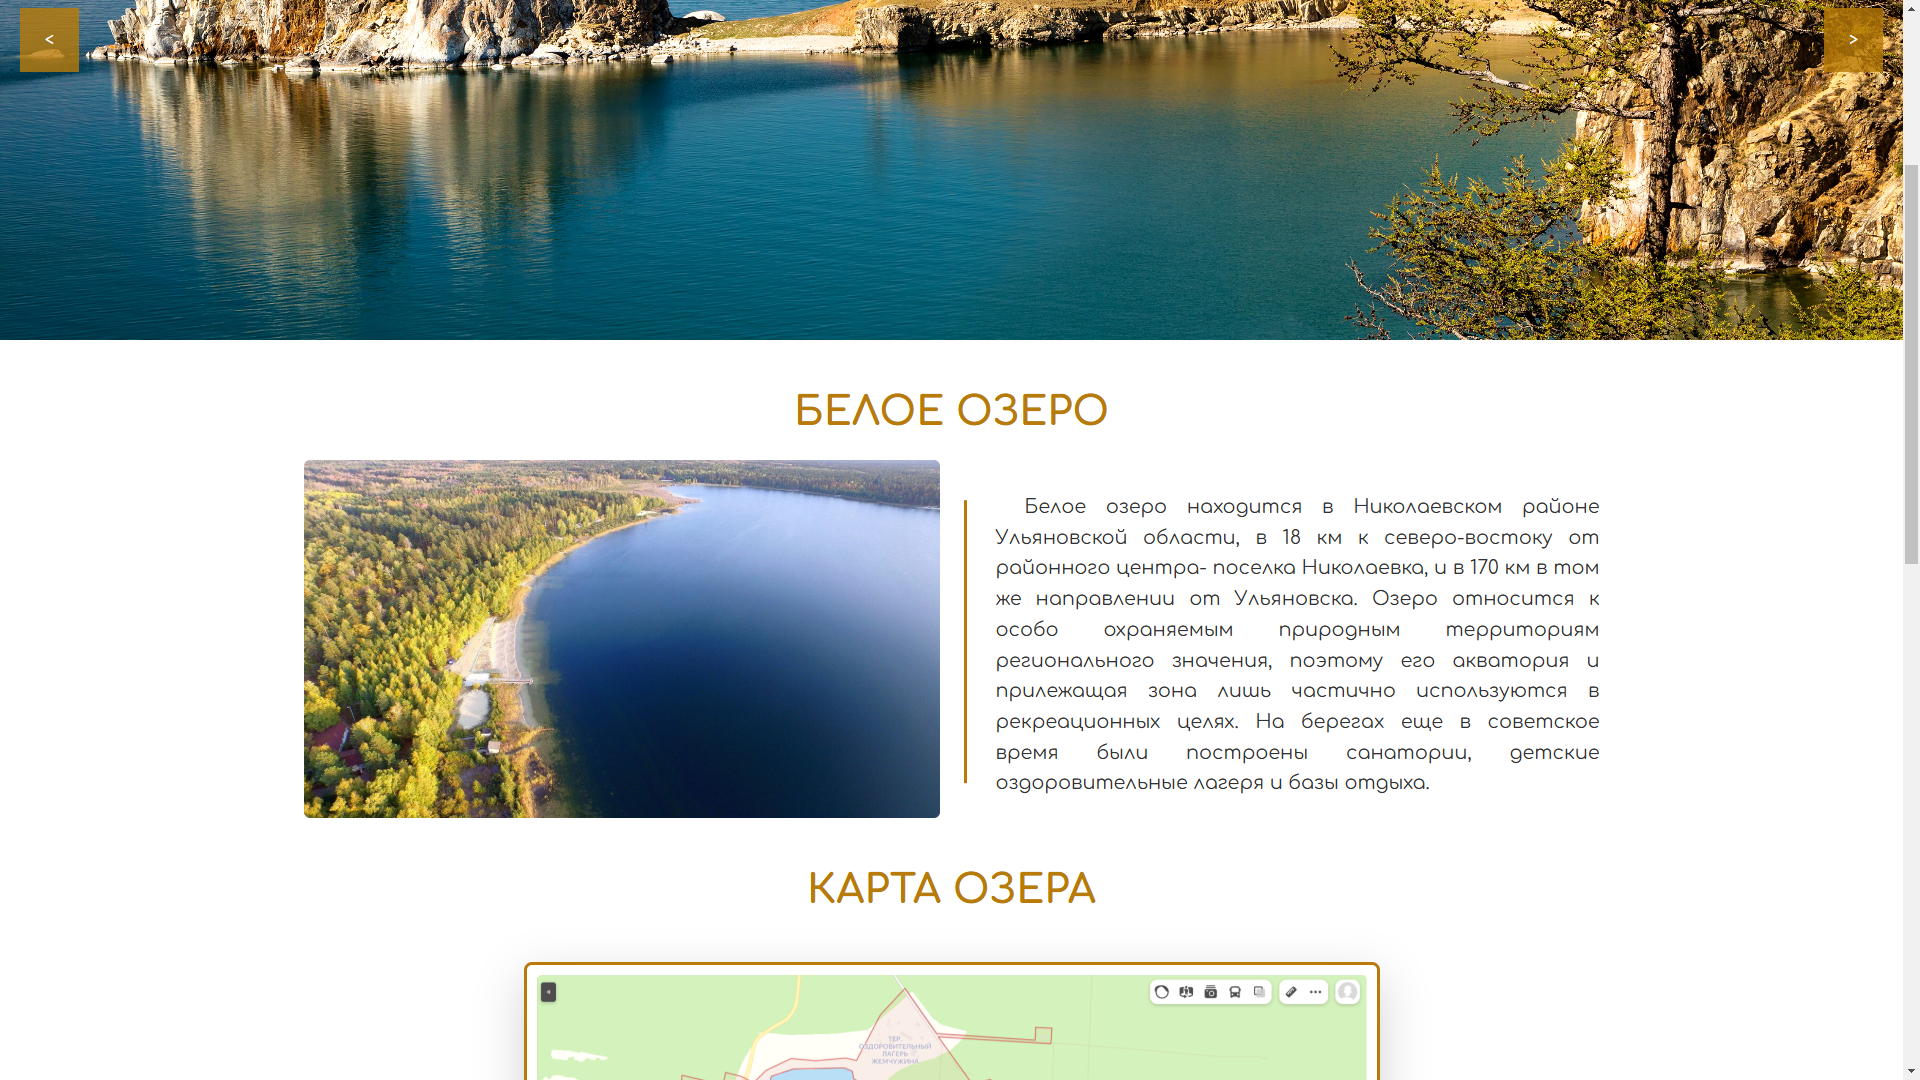 <
>
БЕЛОЕ ОЗЕРО
Белое озеро находится в Николаевском районе
Ульяновской области, в 18 км к северо-востоку от
районного центра- поселка Николаевка, и в 170 км в том
же направлении от Ульяновска. Озеро относится к
особо охраняемым природным территориям
регионального значения, поэтому его акватория и
прилежащая зона лишь частично используются в
рекреационных целях. На берегах еще в советское
время были построены санатории, детские
оздоровительные лагеря и базы отдыха.
КАРТА ОЗЕРА
ТЕР.
ОЗДОРОВИТЕЛЬНЫЙ
ЛАГЕРЬ
ЖЕМЧУЖИНА